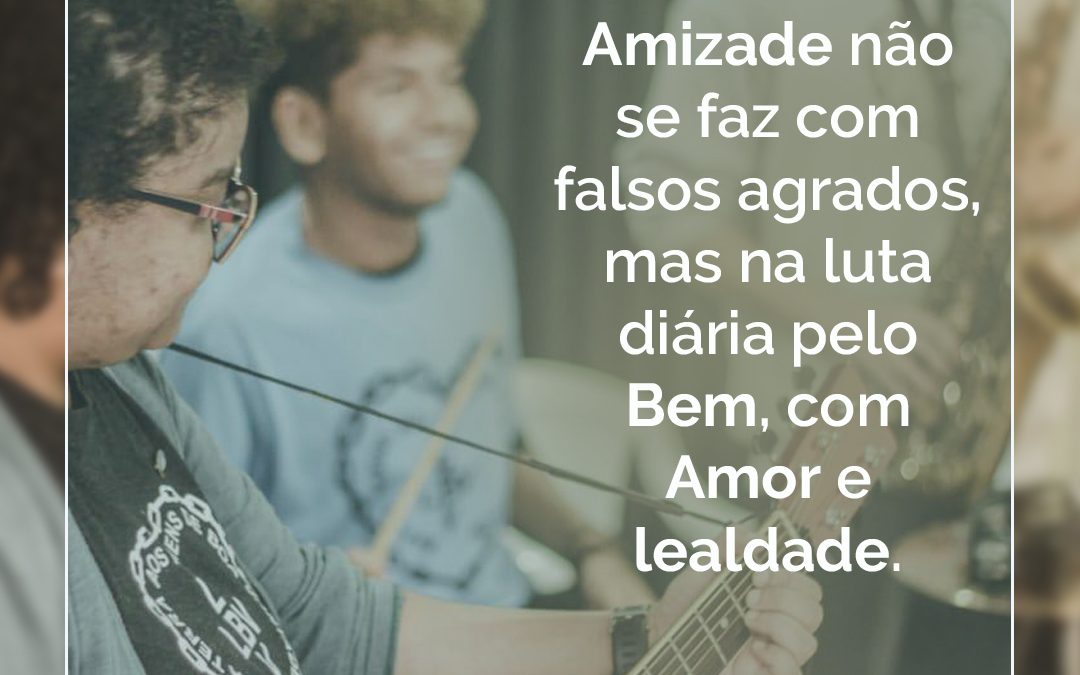 Amizade não
se faz com
falsos agrados,
mas na luta
diária pelo
Bem, com
Amor e
lealdade.